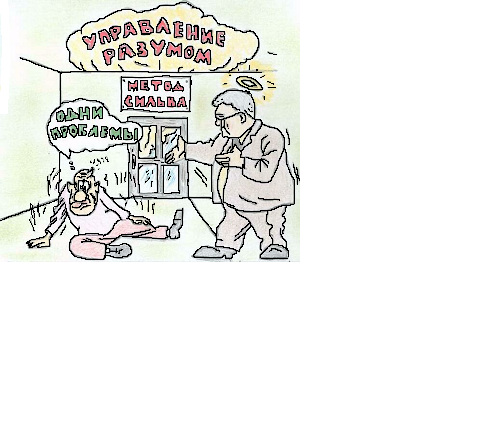 УПРАВЛЕНИЕ
РАЗУМОМ
МЕТОД
СИЛЬВА
ОДНИ
ПРОБЛЕМЫ